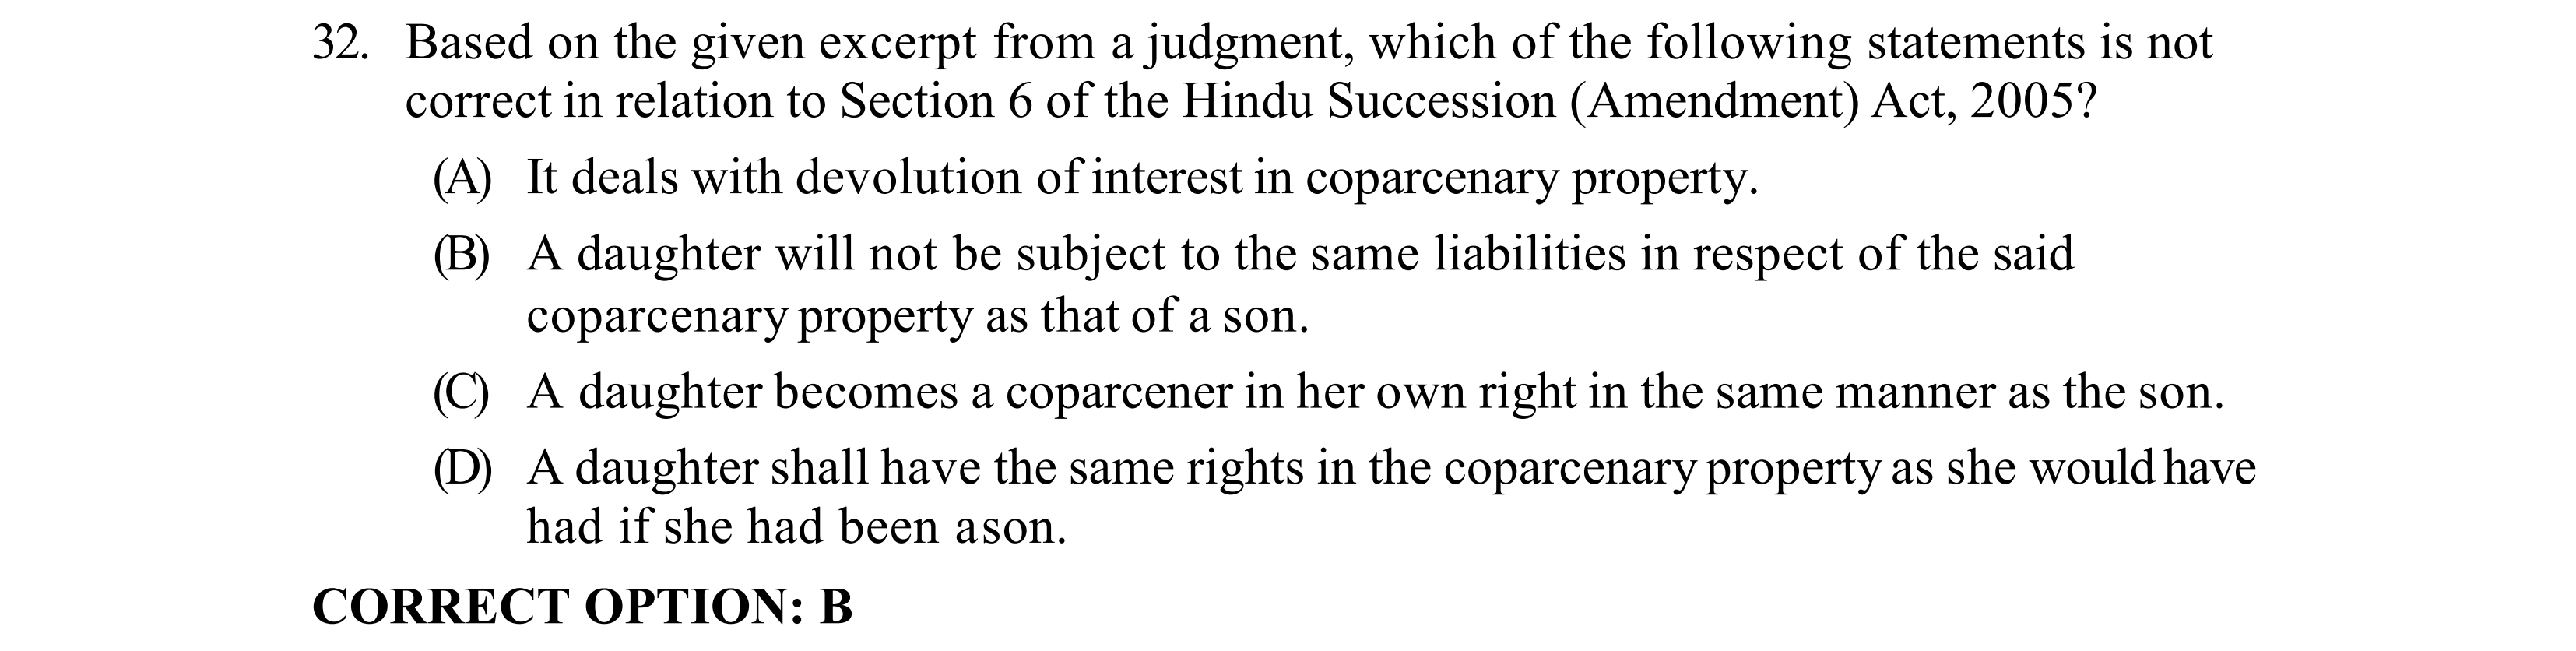 32. Based on the given excerpt from a judgment, which of the following statements is not
correct in relation to Section 6 of the Hindu Succession (Amendment) Act, 2005?
(A) It deals with devolution of interest in coparcenary property.
(B) A daughter will not be subject to the same liabilities in respect of the said
coparcenary property as that of a son.
(C) A daughter becomes a coparcener in her own right in the same manner as the son.
(D) A daughter shall have the same rights in the coparcenary property as she would have
had if she had been ason.
CORRECT OPTION: B